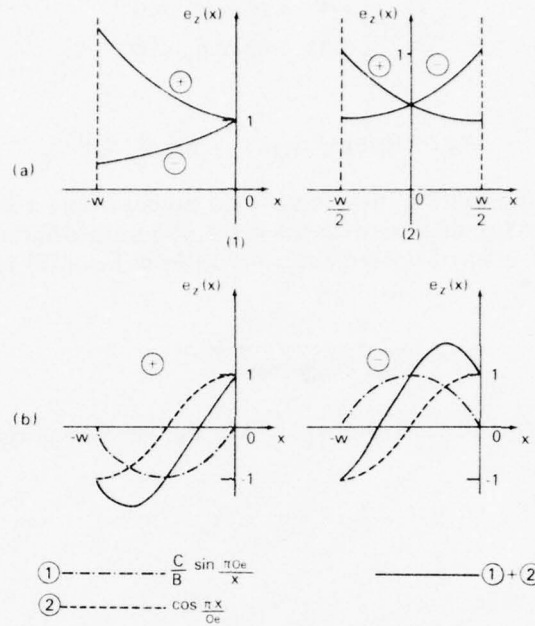 e_z(x) e_z(x)
1
+ + −
1
−
(a)
-w 0 x -w/2 0 w/2 x
(1) (2)
e_z(x) e_z(x)
+ −
1 1
(b)
-w 0 x -w 0 x
-1 -1
① C/B sin πOe/x ①+②
② cos πx/Oe